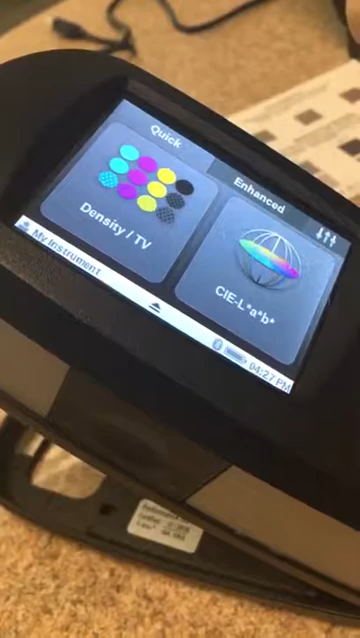 Quick
Enhanced
Density / TV
CIE-L*a*b*
My Instrument
04:27 PM